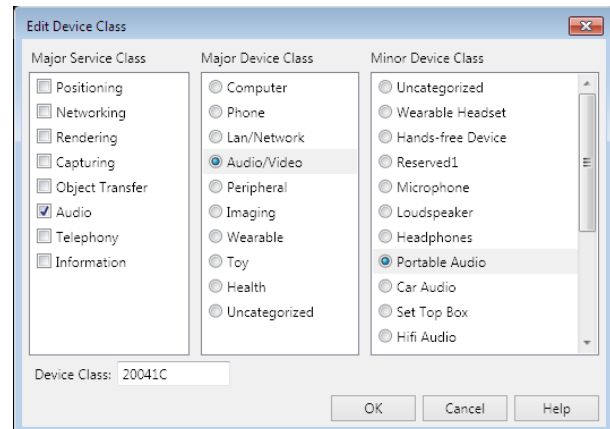 Edit Device Class
Major Service Class
Positioning
Networking
Rendering
Capturing
Object Transfer
Audio
Telephony
Information
Major Device Class
Computer
Phone
Lan/Network
Audio/Video
Peripheral
Imaging
Wearable
Toy
Health
Uncategorized
Minor Device Class
Uncategorized
Wearable Headset
Hands-free Device
Reserved1
Microphone
Loudspeaker
Headphones
Portable Audio
Car Audio
Set Top Box
Hifi Audio
Device Class: 20041C
OK Cancel Help